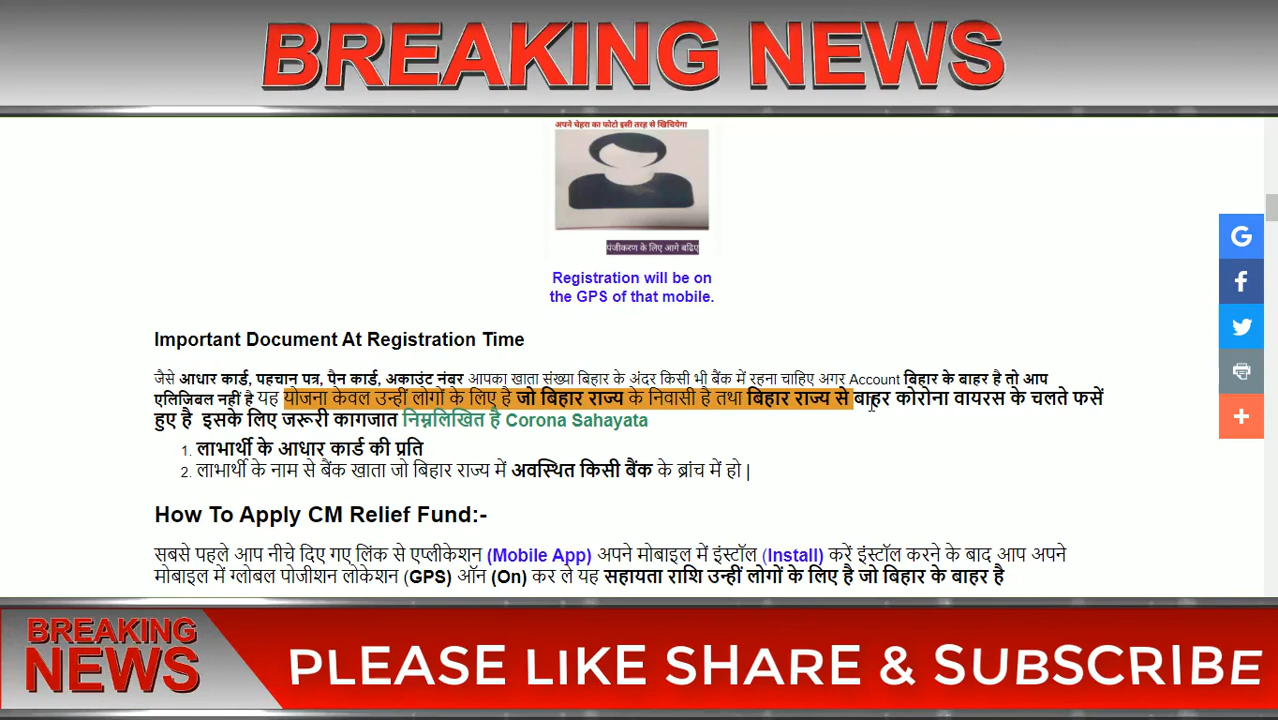 BREAKING NEWS
अपने चेहरा का फोटो इसी तरह से खिचियेगा
पंजीकरण के लिए आगे बढ़िए
Registration will be on
the GPS of that mobile.
Important Document At Registration Time
जैसे आधार कार्ड, पहचान पत्र, पैन कार्ड, अकाउंट नंबर आपका खाता संख्या बिहार के अंदर किसी भी बैंक में रहना चाहिए अगर Account बिहार के बाहर है तो आप
एलिजिबल नहीं है यह योजना केवल उन्हीं लोगों के लिए है जो बिहार राज्य के निवासी है तथा बिहार राज्य से बाहर कोरोना वायरस के चलते फसें
हुए है इसके लिए जरूरी कागजात निम्नलिखित है Corona Sahayata
1. लाभार्थी के आधार कार्ड की प्रति
2. लाभार्थी के नाम से बैंक खाता जो बिहार राज्य में अवस्थित किसी बैंक के ब्रांच में हो |
How To Apply CM Relief Fund:-
सबसे पहले आप नीचे दिए गए लिंक से एप्लीकेशन (Mobile App) अपने मोबाइल में इंस्टॉल (Install) करें इंस्टॉल करने के बाद आप अपने
मोबाइल में ग्लोबल पोजीशन लोकेशन (GPS) ऑन (On) कर ले यह सहायता राशि उन्हीं लोगों के लिए है जो बिहार के बाहर है
BREAKING
NEWS
PLEASE LIKE SHARE & SUBSCRIBE